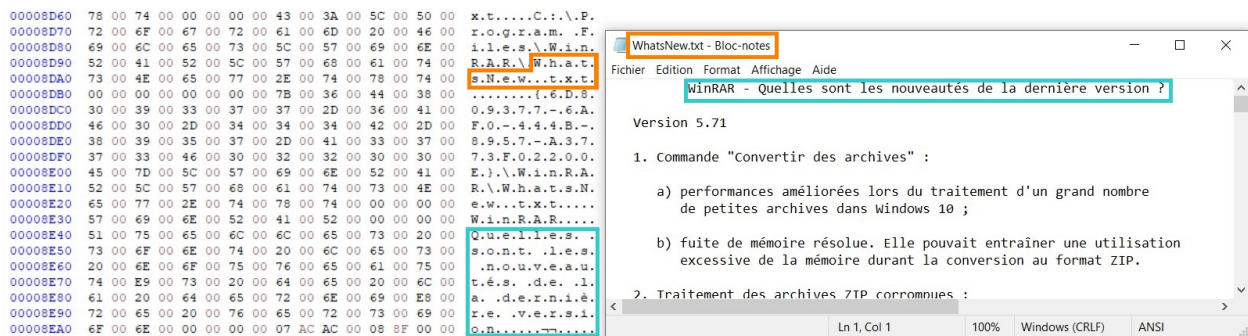 00008D60 78 00 74 00 00 00 00 00 43 00 3A 00 5C 00 50 00 x.t.....C.:.\.P.
00008D70 72 00 6F 00 67 00 72 00 61 00 6D 00 20 00 46 00 r.o.g.r.a.m. .F.
00008D80 69 00 6C 00 65 00 73 00 5C 00 57 00 69 00 6E 00 i.l.e.s.\.W.i.n.
00008D90 52 00 41 00 52 00 5C 00 57 00 68 00 61 00 74 00 R.A.R.\.W.h.a.t.
00008DA0 73 00 4E 00 65 00 77 00 2E 00 74 00 78 00 74 00 s.N.e.w...t.x.t.
00008DB0 00 00 00 00 00 00 00 00 7B 00 36 00 44 00 38 00 ........{.6.D.8.
00008DC0 30 00 39 00 33 00 37 00 37 00 2D 00 36 00 41 00 0.9.3.7.7.-.6.A.
00008DD0 46 00 30 00 2D 00 34 00 34 00 34 00 42 00 2D 00 F.0.-.4.4.4.B.-.
00008DE0 38 00 39 00 35 00 37 00 2D 00 41 00 33 00 37 00 8.9.5.7.-.A.3.7.
00008DF0 37 00 33 00 46 00 30 00 32 00 32 00 30 00 30 00 7.3.F.0.2.2.0.0.
00008E00 45 00 7D 00 5C 00 57 00 69 00 6E 00 52 00 41 00 E.}.\.W.i.n.R.A.
00008E10 52 00 5C 00 57 00 68 00 61 00 74 00 73 00 4E 00 R.\.W.h.a.t.s.N.
00008E20 65 00 77 00 2E 00 74 00 78 00 74 00 00 00 00 00 e.w...t.x.t.....
00008E30 57 00 69 00 6E 00 52 00 41 00 52 00 00 00 00 00 W.i.n.R.A.R.....
00008E40 51 00 75 00 65 00 6C 00 6C 00 65 00 73 00 20 00 Q.u.e.l.l.e.s. .
00008E50 73 00 6F 00 6E 00 74 00 20 00 6C 00 65 00 73 00 s.o.n.t. .l.e.s.
00008E60 20 00 6E 00 6F 00 75 00 76 00 65 00 61 00 75 00 .n.o.u.v.e.a.u.
00008E70 74 00 E9 00 73 00 20 00 64 00 65 00 20 00 6C 00 t.é.s. .d.e. .l.
00008E80 61 00 20 00 64 00 65 00 72 00 6E 00 69 00 E8 00 a. .d.e.r.n.i.è.
00008E90 72 00 65 00 20 00 76 00 65 00 72 00 73 00 69 00 r.e. .v.e.r.s.i.
00008EA0 6F 00 6E 00 00 00 00 00 07 AC AC 00 08 8F 00 00 o.n......¬¬.....
WhatsNew.txt - Bloc-notes
Fichier Edition Format Affichage Aide
WinRAR - Quelles sont les nouveautés de la dernière version ?
Version 5.71
1. Commande "Convertir des archives" :
a) performances améliorées lors du traitement d'un grand nombre
de petites archives dans Windows 10 ;
b) fuite de mémoire résolue. Elle pouvait entraîner une utilisation
excessive de la mémoire durant la conversion au format ZIP.
2. Traitement des archives ZIP corrompues :
Ln 1, Col 1 100% Windows (CRLF) ANSI